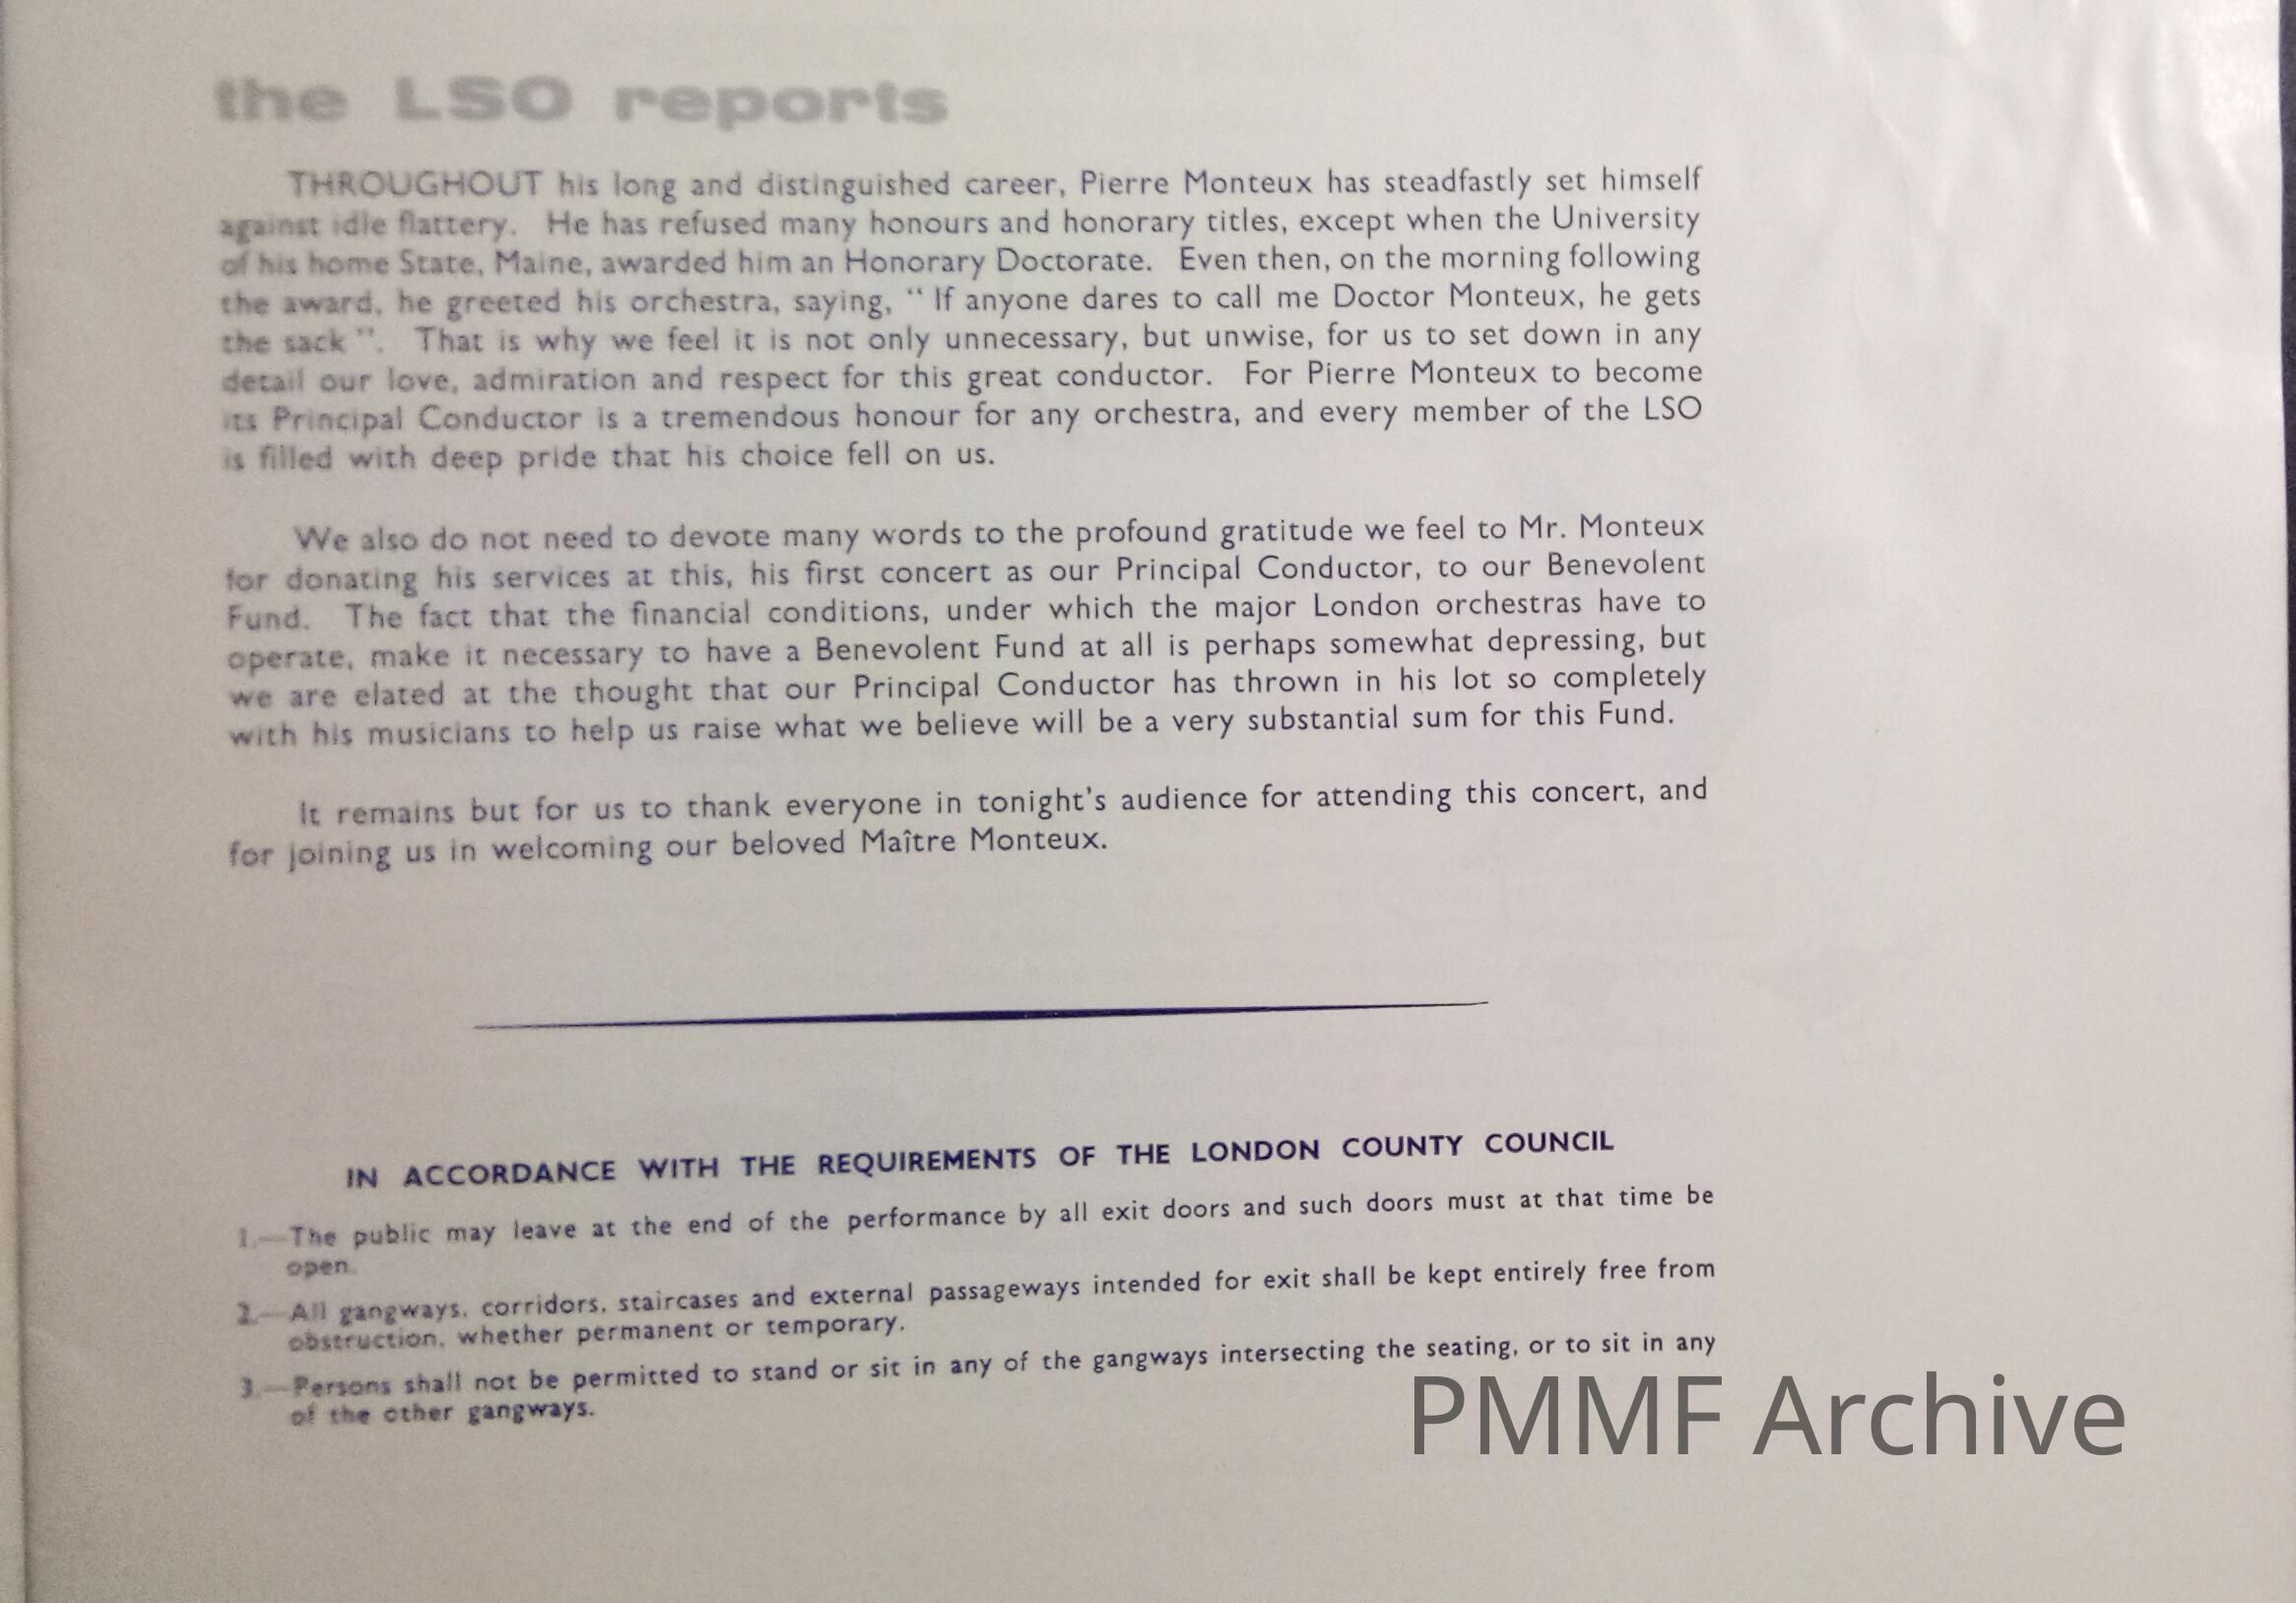 the LSO reports
THROUGHOUT his long and distinguished career, Pierre Monteux has steadfastly set himself
against idle flattery. He has refused many honours and honorary titles, except when the University
of his home State, Maine, awarded him an Honorary Doctorate. Even then, on the morning following
the award, he greeted his orchestra, saying, “ If anyone dares to call me Doctor Monteux, he gets
the sack ”. That is why we feel it is not only unnecessary, but unwise, for us to set down in any
detail our love, admiration and respect for this great conductor. For Pierre Monteux to become
its Principal Conductor is a tremendous honour for any orchestra, and every member of the LSO
is filled with deep pride that his choice fell on us.
We also do not need to devote many words to the profound gratitude we feel to Mr. Monteux
for donating his services at this, his first concert as our Principal Conductor, to our Benevolent
Fund. The fact that the financial conditions, under which the major London orchestras have to
operate, make it necessary to have a Benevolent Fund at all is perhaps somewhat depressing, but
we are elated at the thought that our Principal Conductor has thrown in his lot so completely
with his musicians to help us raise what we believe will be a very substantial sum for this Fund.
It remains but for us to thank everyone in tonight’s audience for attending this concert, and
for joining us in welcoming our beloved Maître Monteux.
IN ACCORDANCE WITH THE REQUIREMENTS OF THE LONDON COUNTY COUNCIL
1.—The public may leave at the end of the performance by all exit doors and such doors must at that time be
open.
2.—All gangways, corridors, staircases and external passageways intended for exit shall be kept entirely free from
obstruction, whether permanent or temporary.
3.—Persons shall not be permitted to stand or sit in any of the gangways intersecting the seating, or to sit in any
of the other gangways.
PMMF Archive